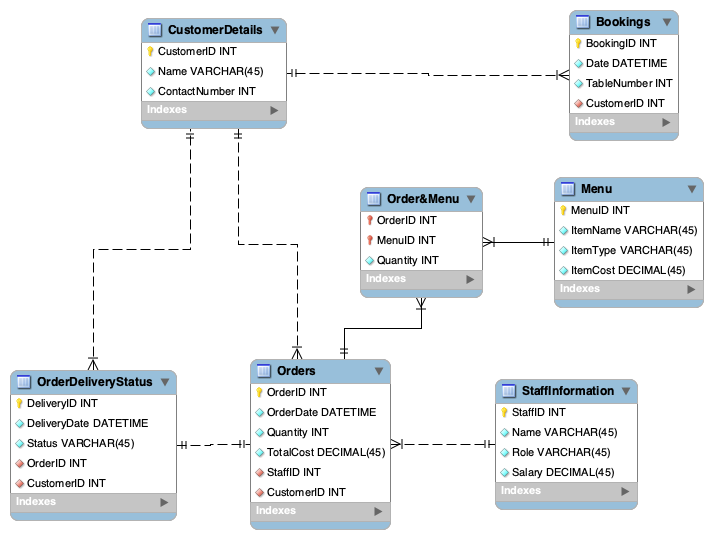 CustomerDetails
CustomerID INT
Name VARCHAR(45)
ContactNumber INT
Indexes
Bookings
BookingID INT
Date DATETIME
TableNumber INT
CustomerID INT
Indexes
Order&Menu
OrderID INT
MenuID INT
Quantity INT
Indexes
Menu
MenuID INT
ItemName VARCHAR(45)
ItemType VARCHAR(45)
ItemCost DECIMAL(45)
Indexes
OrderDeliveryStatus
DeliveryID INT
DeliveryDate DATETIME
Status VARCHAR(45)
OrderID INT
CustomerID INT
Indexes
Orders
OrderID INT
OrderDate DATETIME
Quantity INT
TotalCost DECIMAL(45)
StaffID INT
CustomerID INT
Indexes
StaffInformation
StaffID INT
Name VARCHAR(45)
Role VARCHAR(45)
Salary DECIMAL(45)
Indexes